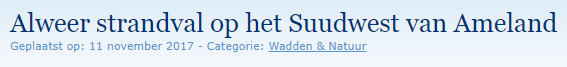 Alweer strandval op het Suudwest van Ameland
Geplaatst op: 11 november 2017 - Categorie: Wadden & Natuur